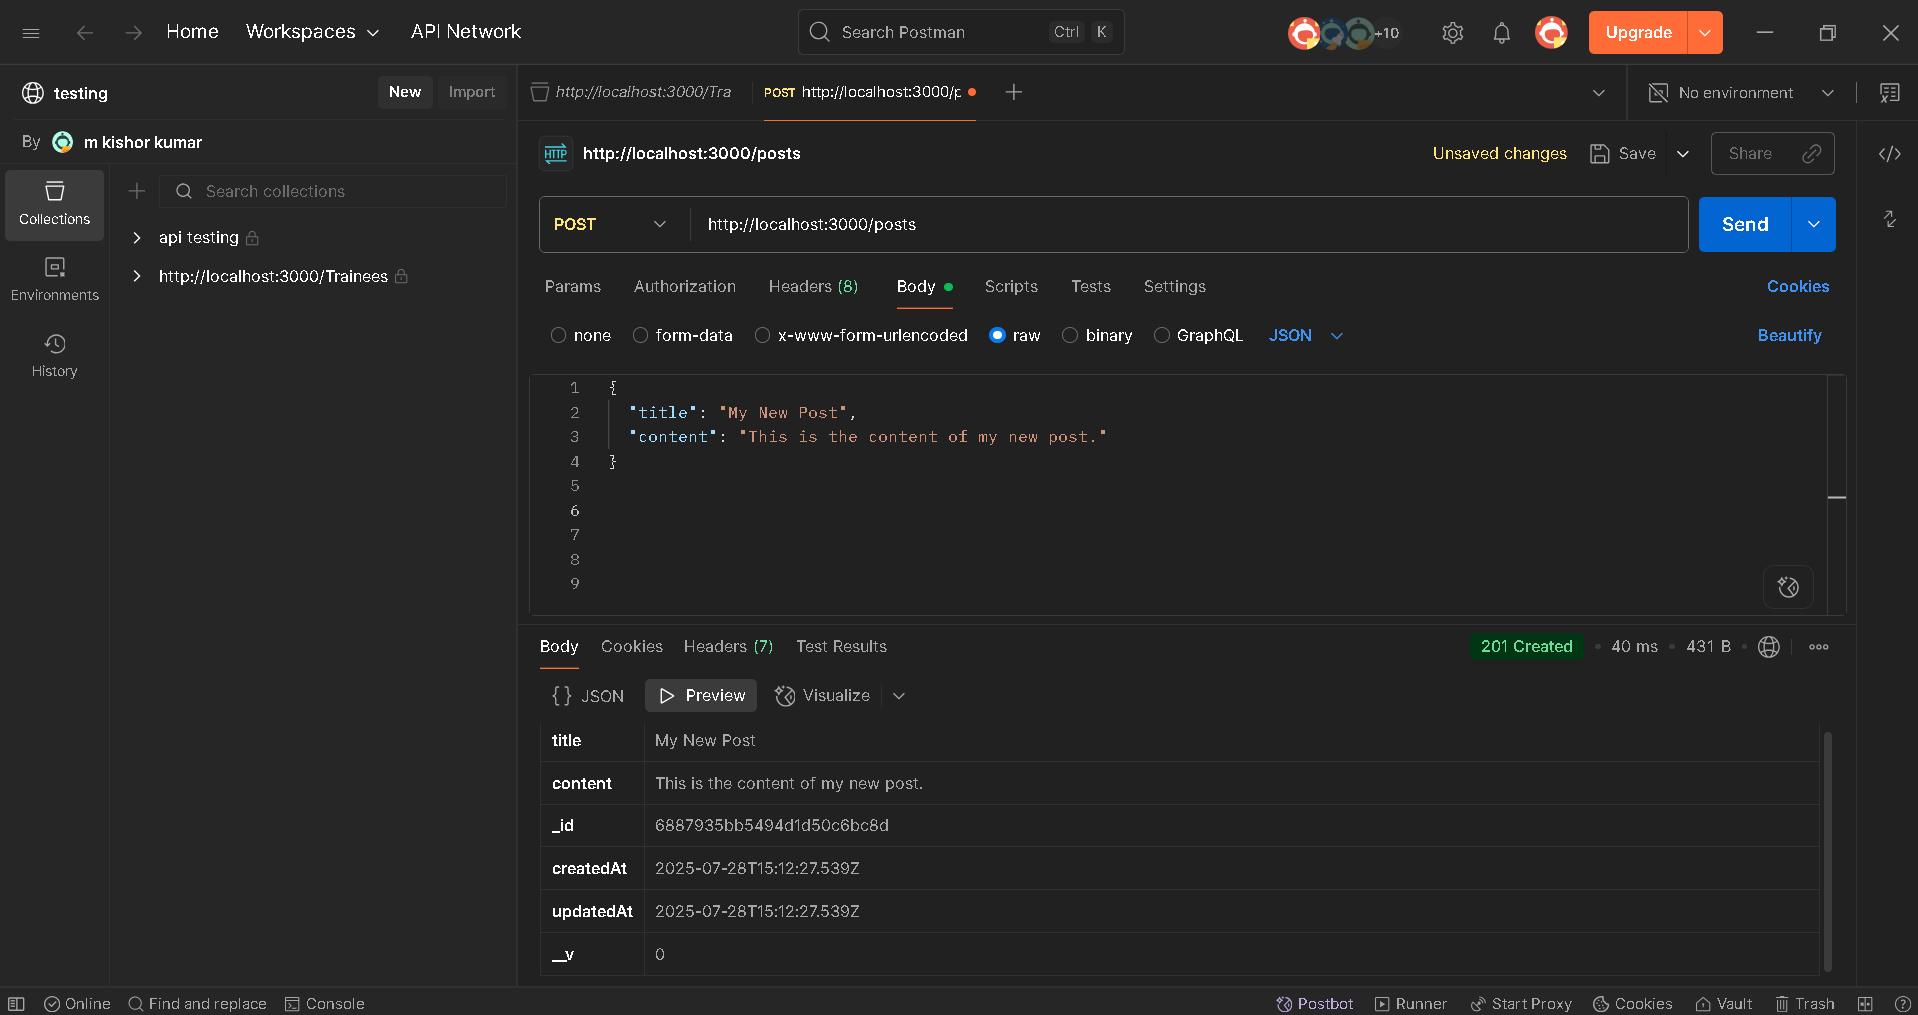 Home Workspaces API Network Search Postman Ctrl K +10 Upgrade
testing New Import http://localhost:3000/Tra POST http://localhost:3000/p No environment
By m kishor kumar http://localhost:3000/posts Unsaved changes Save Share
Collections Search collections
POST http://localhost:3000/posts Send
api testing
http://localhost:3000/Trainees
Environments
History
Params Authorization Headers (8) Body Scripts Tests Settings Cookies
none form-data x-www-form-urlencoded raw binary GraphQL JSON Beautify
1 {
2 "title": "My New Post",
3 "content": "This is the content of my new post."
4 }
5
6
7
8
9
Body Cookies Headers (7) Test Results 201 Created • 40 ms • 431 B •
{} JSON Preview Visualize
title My New Post
content This is the content of my new post.
_id 6887935bb5494d1d50c6bc8d
createdAt 2025-07-28T15:12:27.539Z
updatedAt 2025-07-28T15:12:27.539Z
__v 0
Online Find and replace Console Postbot Runner Start Proxy Cookies Vault Trash